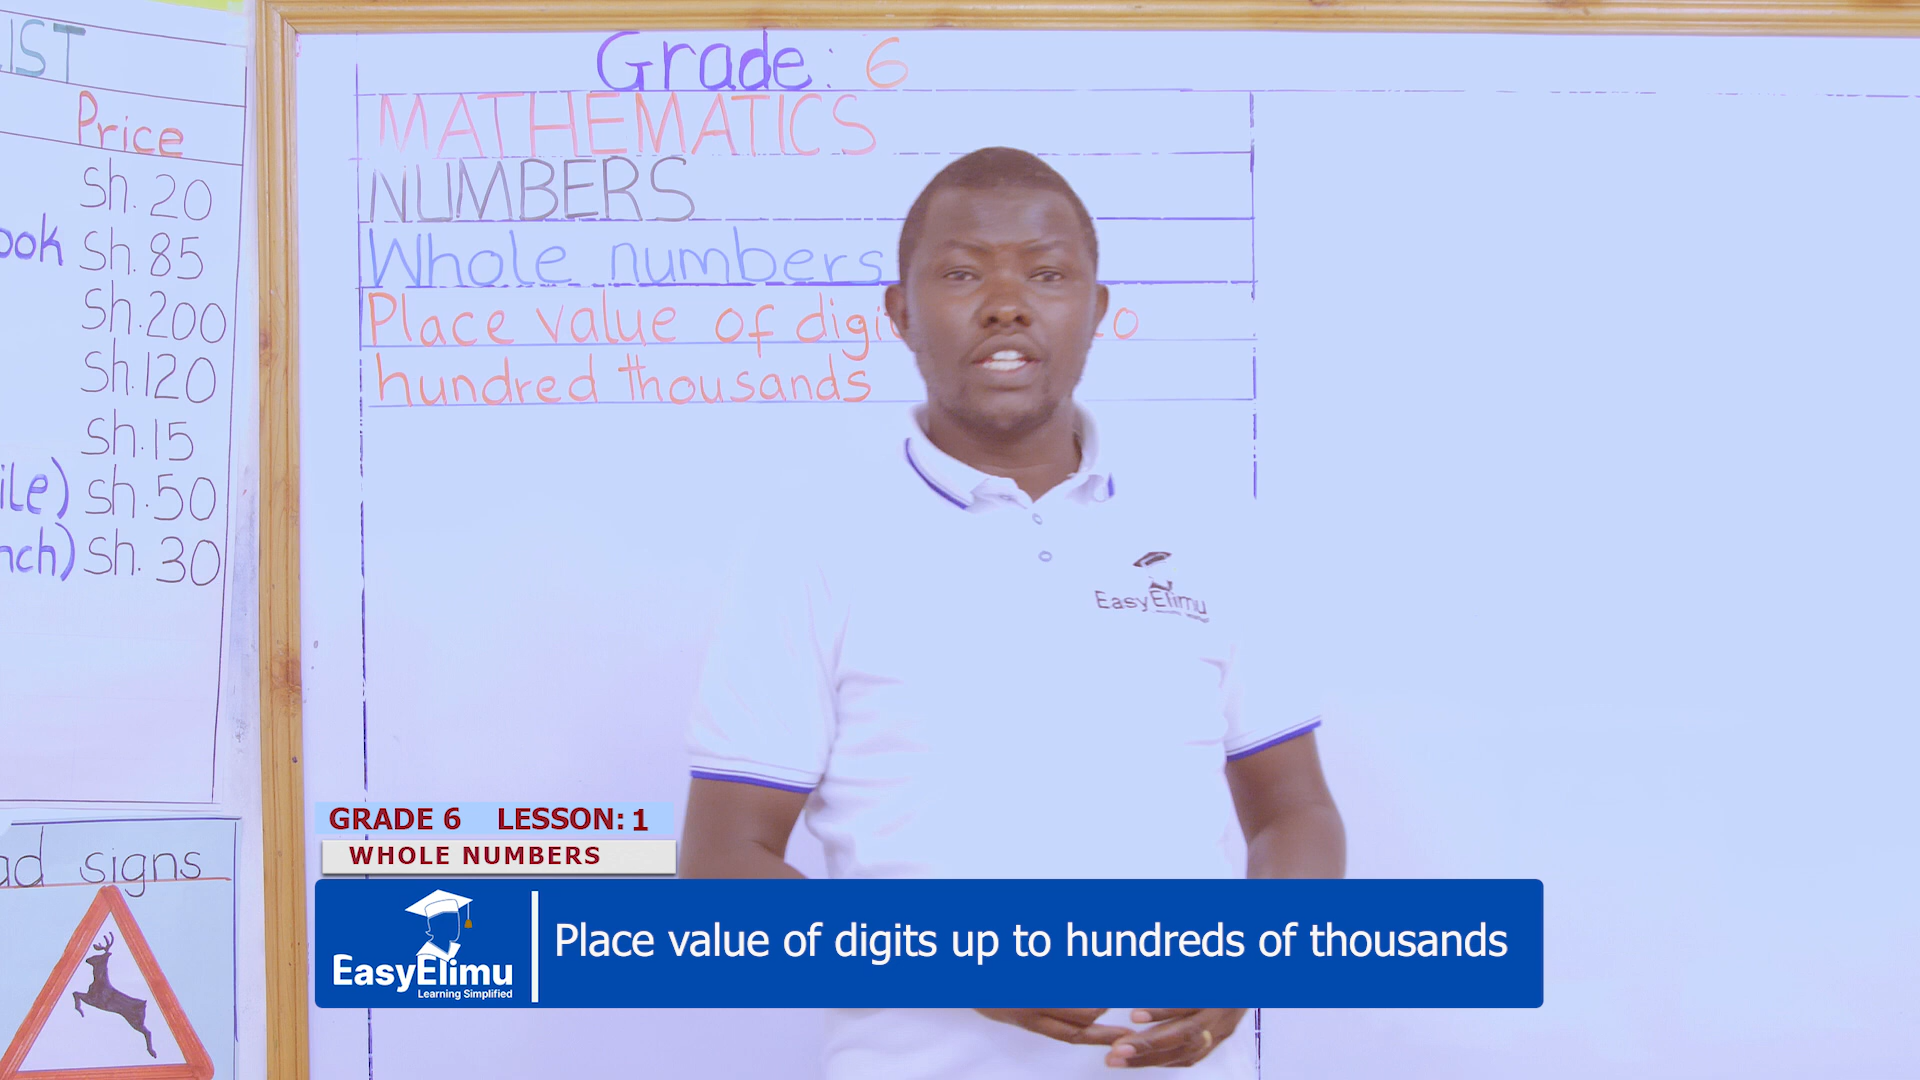 IST
Price
Sh. 20
ook Sh. 85
Sh. 200
Sh. 120
Sh. 15
ile) Sh. 50
nch) Sh. 30
ad signs
Grade: 6
MATHEMATICS
NUMBERS
Whole numbers
Place value of digi to
hundred thousands
EasyElimu
GRADE 6 LESSON: 1
WHOLE NUMBERS
EasyElimu
Learning Simplified
Place value of digits up to hundreds of thousands